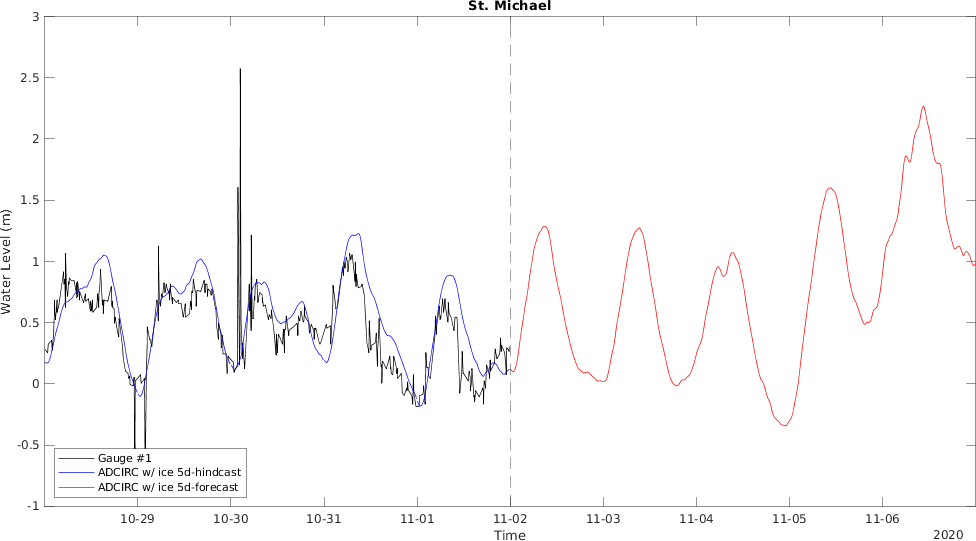 St. Michael
Water Level (m)
3
2.5
2
1.5
1
0.5
0
-0.5
-1
Gauge #1
ADCIRC w/ ice 5d-hindcast
ADCIRC w/ ice 5d-forecast
10-29 10-30 10-31 11-01 11-02 11-03 11-04 11-05 11-06
Time
2020